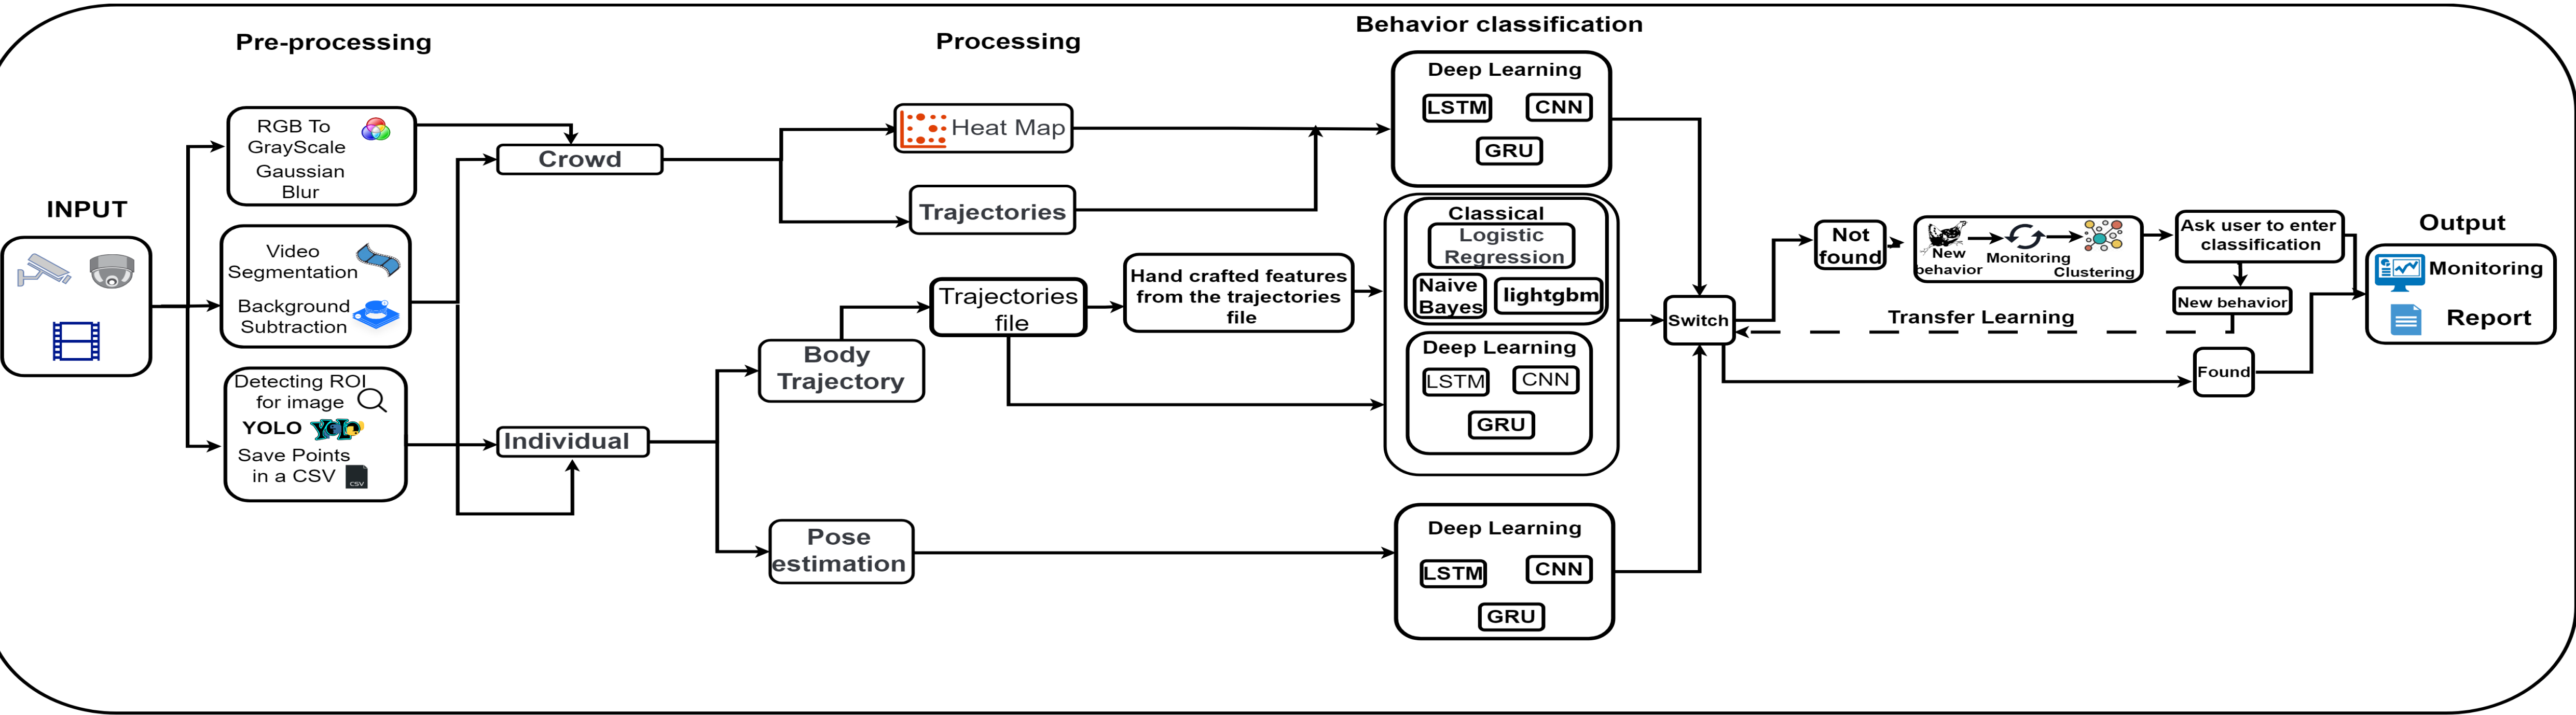 Pre-processing
Processing
Behavior classification
INPUT
RGB To
GrayScale
Gaussian
Blur
Video
Segmentation
Background
Subtraction
Detecting ROI
for image
YOLO
YOLO
Save Points
in a CSV
CSV
Crowd
Individual
Heat Map
Trajectories
Body
Trajectory
Trajectories
file
Hand crafted features
from the trajectories
file
Pose
estimation
Deep Learning
LSTM
CNN
GRU
Classical
Logistic
Regression
Naive
Bayes
lightgbm
Deep Learning
LSTM
CNN
GRU
Deep Learning
LSTM
CNN
GRU
Switch
Not
found
New
behavior
Monitoring
Clustering
Ask user to enter
classification
New behavior
Transfer Learning
Found
Output
Monitoring
Report